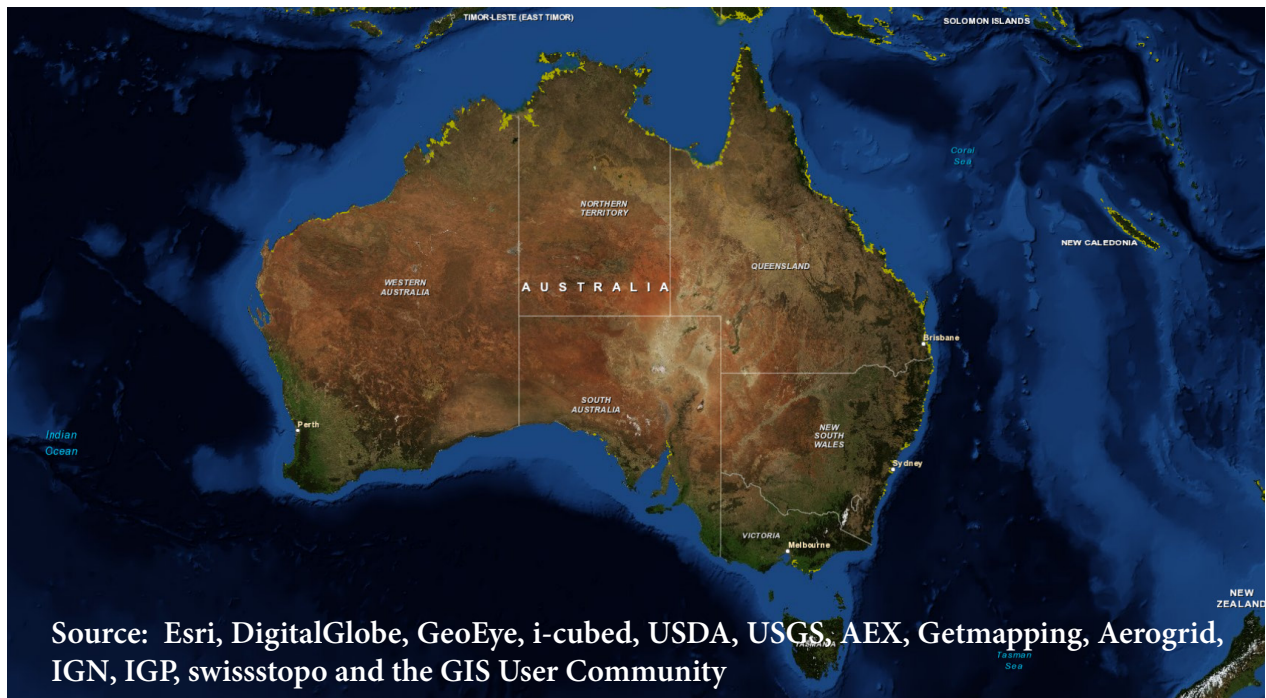 TIMOR-LESTE (EAST TIMOR)
SOLOMON ISLANDS
Coral
Sea
NORTHERN
TERRITORY
NEW CALEDONIA
QUEENSLAND
WESTERN
AUSTRALIA
AUSTRALIA
Brisbane
SOUTH
AUSTRALIA
Perth
NEW
SOUTH
WALES
Indian
Ocean
Sydney
VICTORIA
Melbourne
NEW
ZEALAND
Source: Esri, DigitalGlobe, GeoEye, i-cubed, USDA, USGS, AEX, Getmapping, Aerogrid,
IGN, IGP, swissstopo and the GIS User Community
TASMANIA
Tasman
Sea